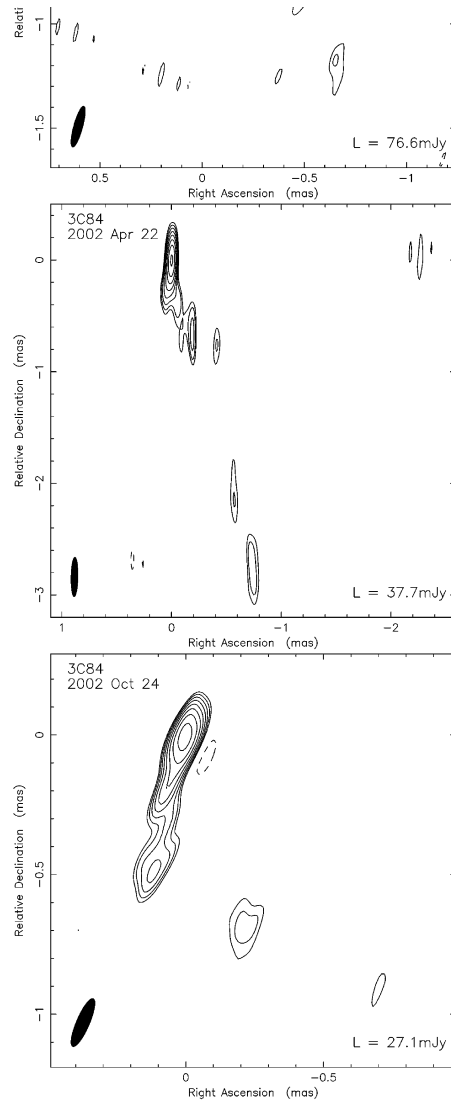 Relati
-1
-1.5
L = 76.6mJy
0.5 0 -0.5 -1
Right Ascension (mas)
3C84
2002 Apr 22
Relative Declination (mas)
0
-1
-2
-3
L = 37.7mJy
1 0 -1 -2
Right Ascension (mas)
3C84
2002 Oct 24
Relative Declination (mas)
0
-0.5
-1
L = 27.1mJy
0 -0.5
Right Ascension (mas)